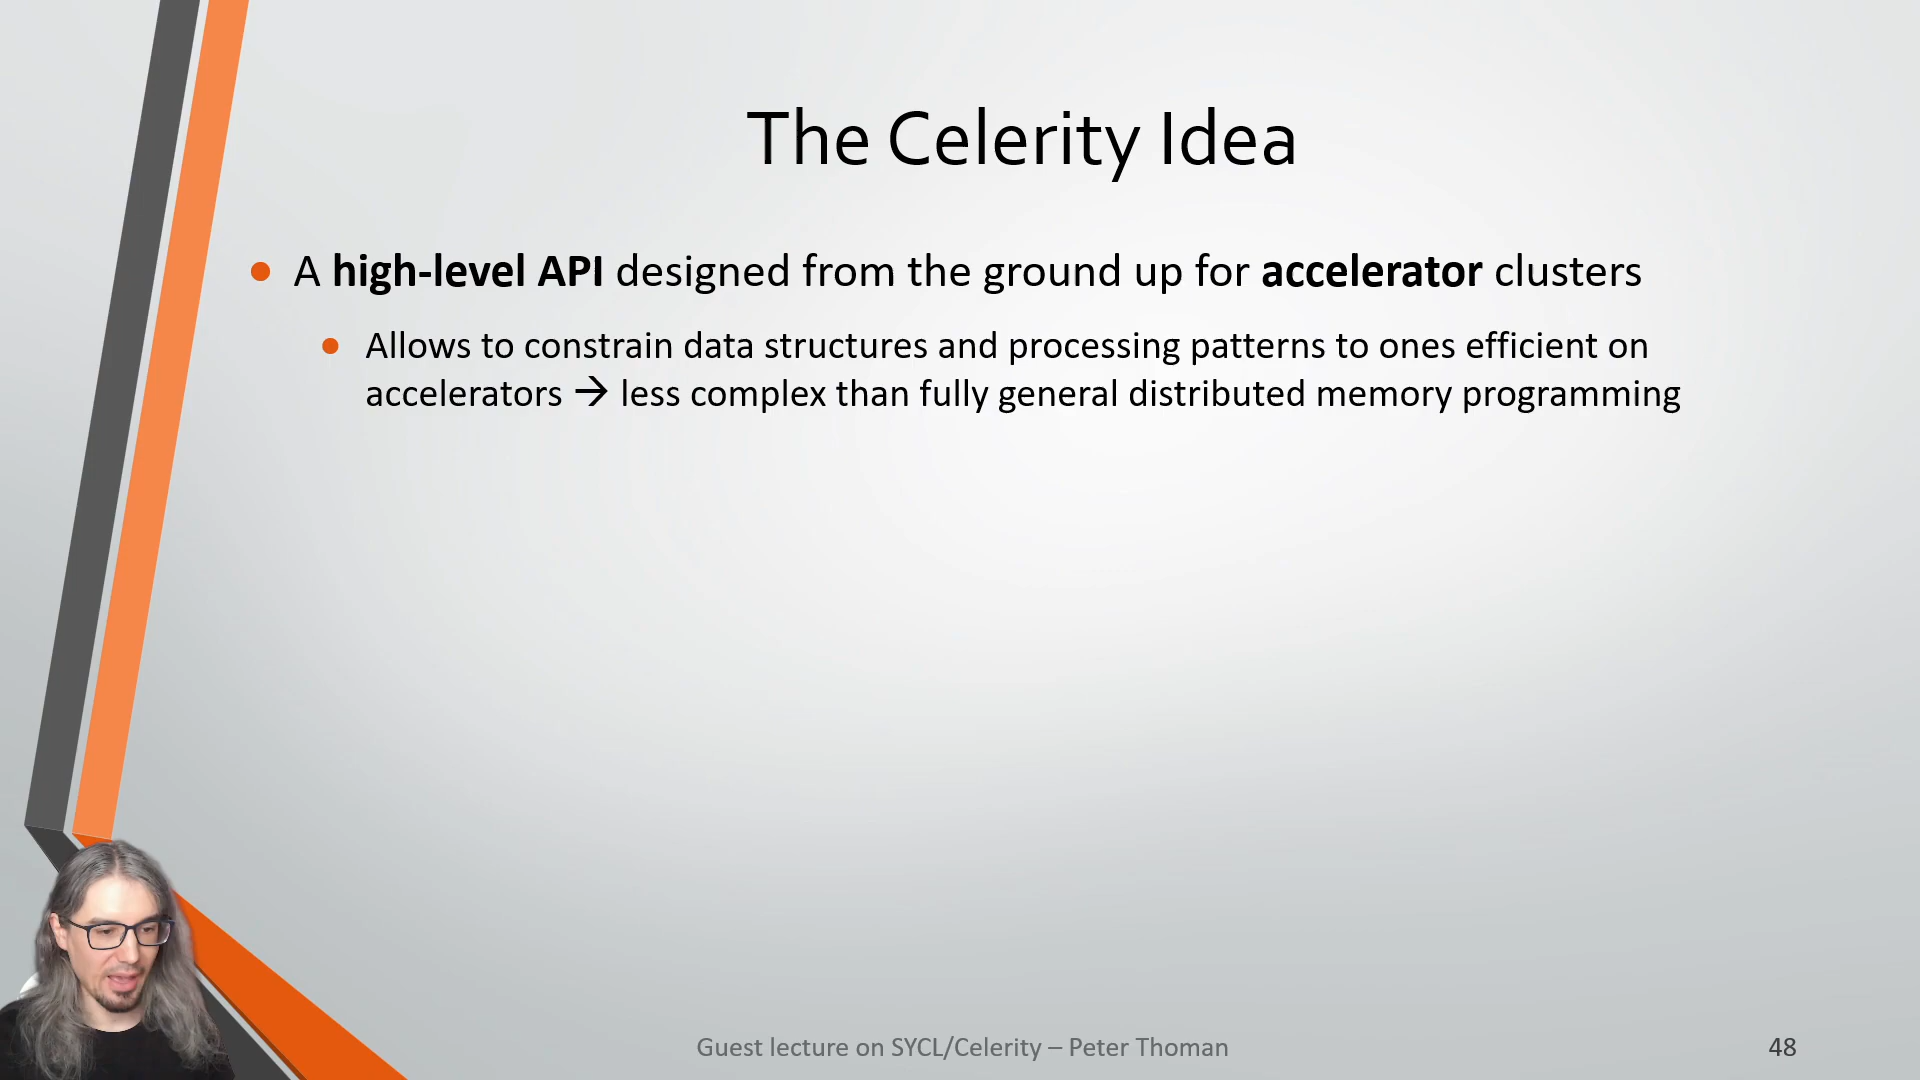 The Celerity Idea
● A high-level API designed from the ground up for accelerator clusters
● Allows to constrain data structures and processing patterns to ones efficient on
accelerators → less complex than fully general distributed memory programming
Guest lecture on SYCL/Celerity – Peter Thoman
48